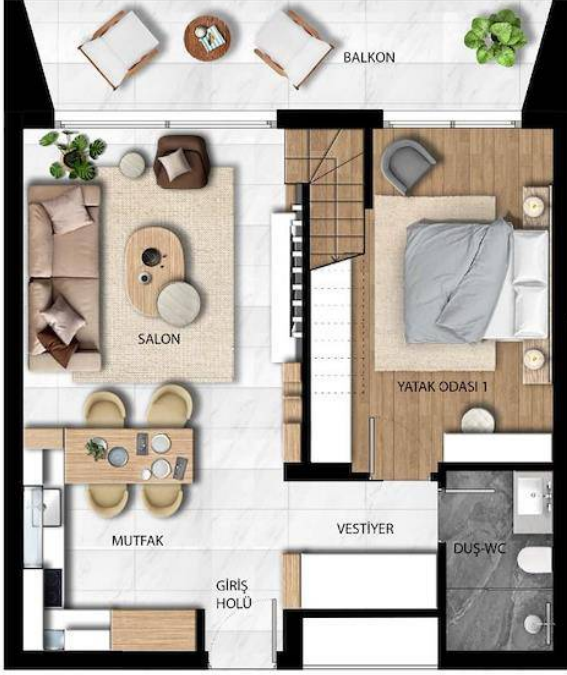 BALKON
SALON
YATAK ODASI 1
MUTFAK
VESTİYER
DUŞ-WC
GİRİŞ
HOLÜ